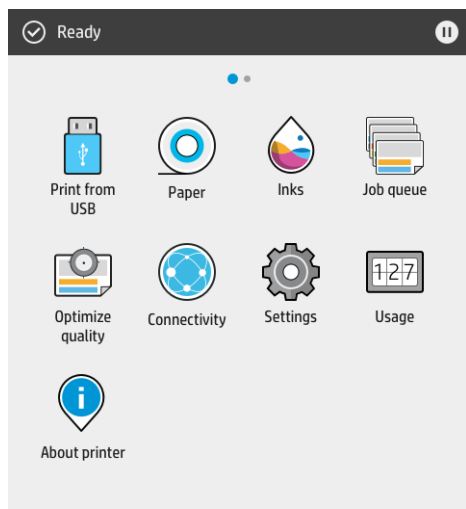 Ready
Print from
USB
Paper
Inks
Job queue
Optimize
quality
Connectivity
Settings
127
Usage
i
About printer